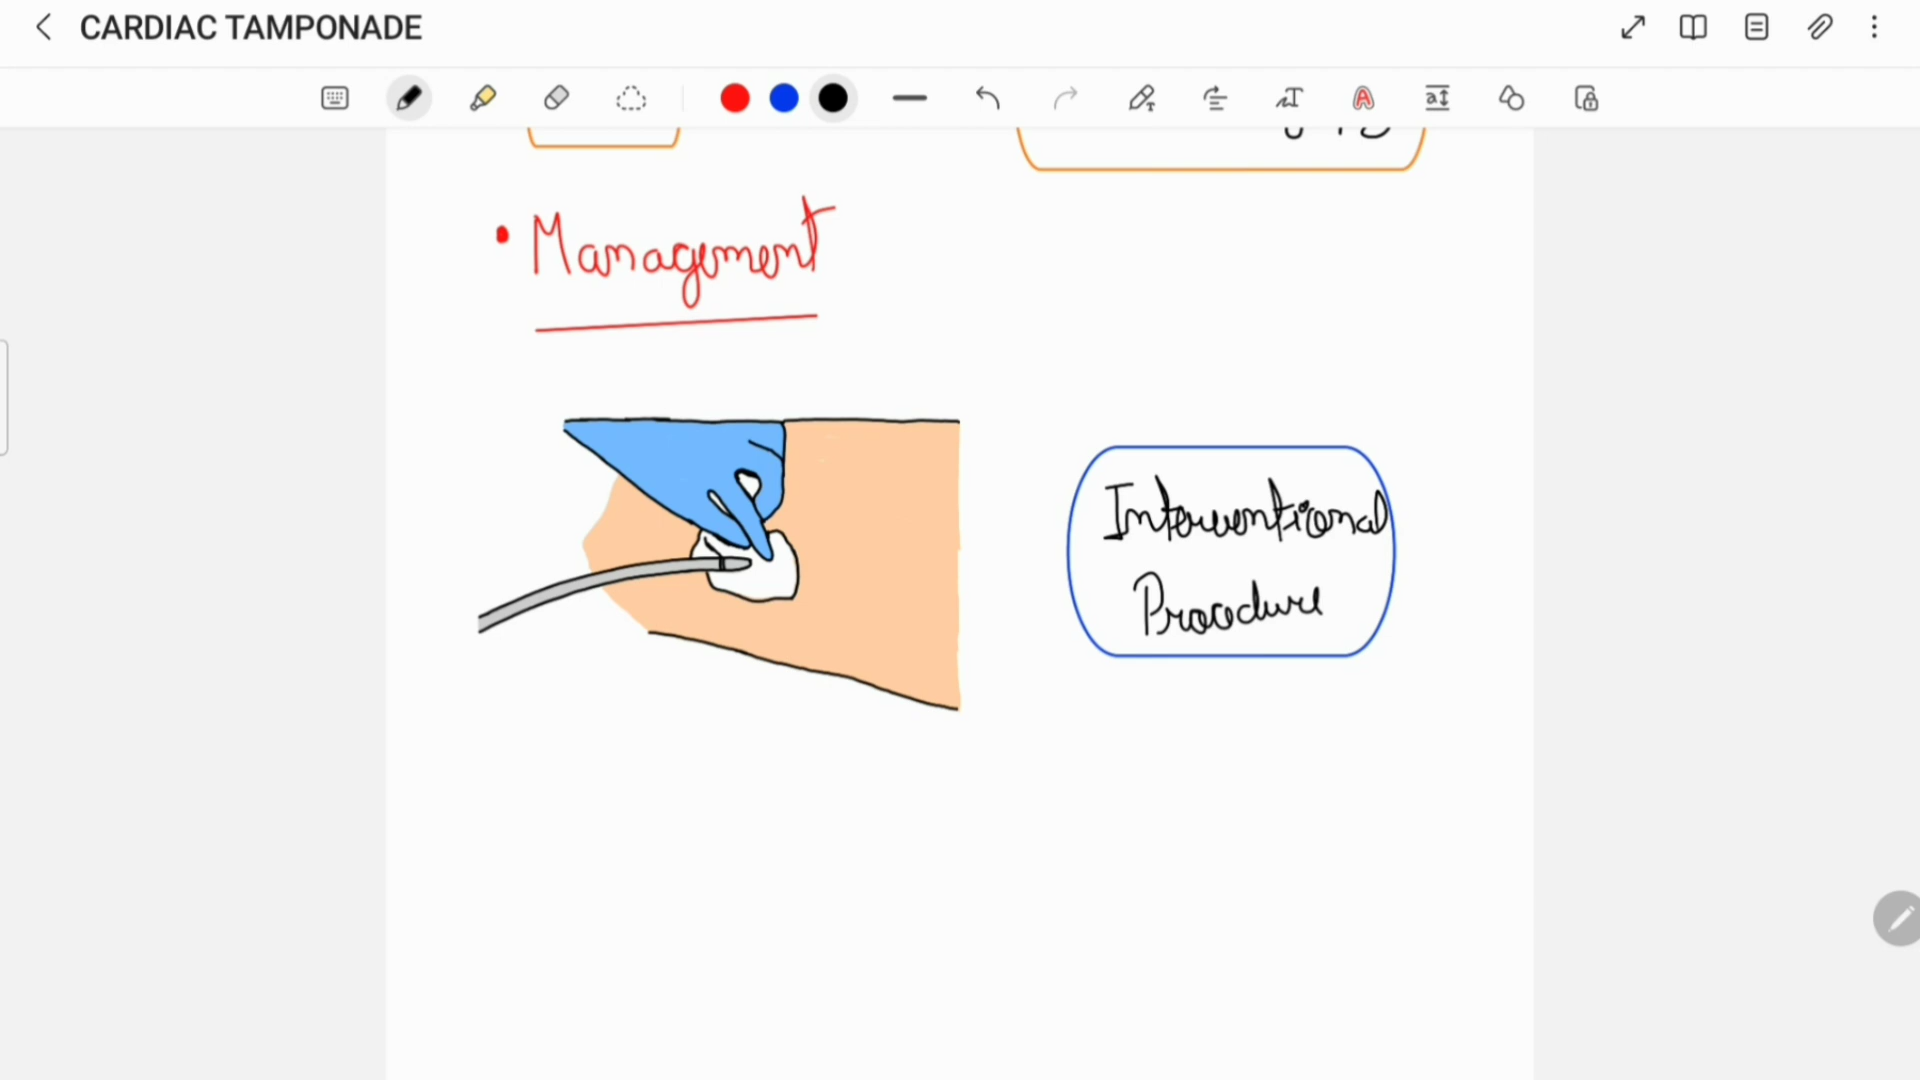 CARDIAC TAMPONADE
• Management
Interventional
Procedure